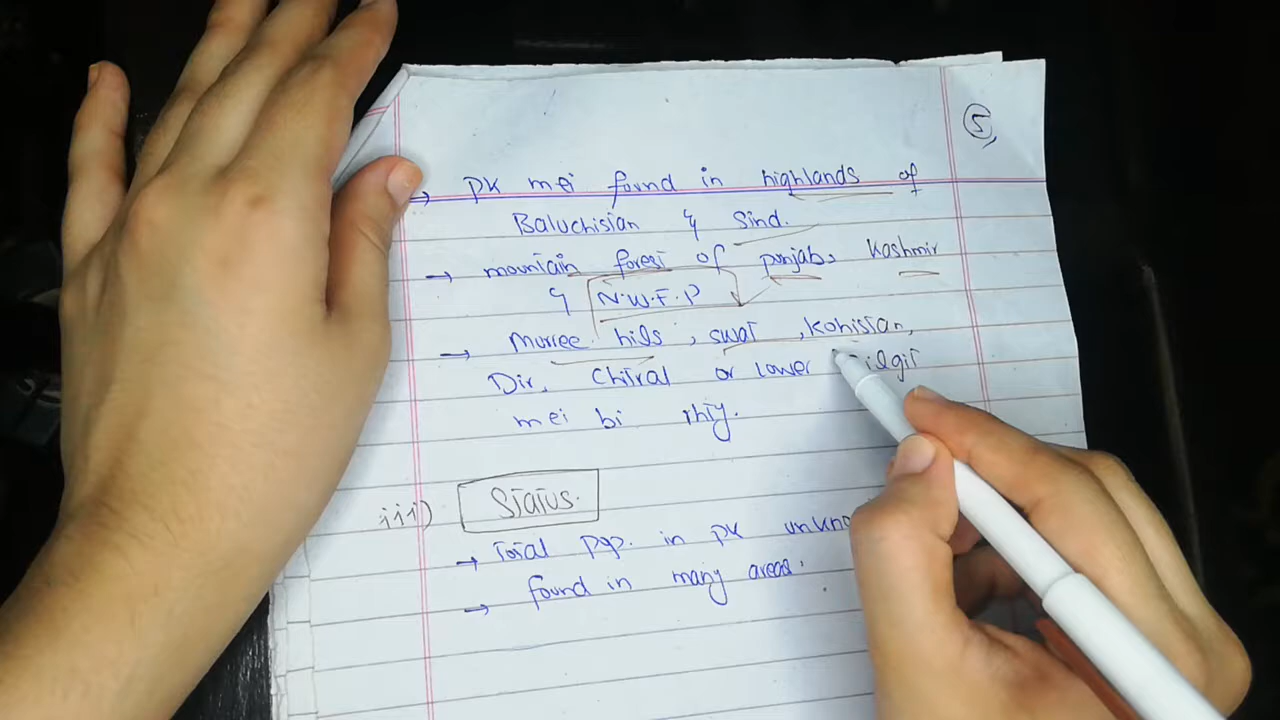 5
→ PK mei found in highlands of
Baluchistan & Sind.
→ mountain forest of punjab, Kashmir
& N.W.F.P
→ Murree hills, swat, Kohistan,
Dir, Chitral or lower
mei bi rhiy.
iii) Status.
→ Total pop. in PK
→ found in many areas.